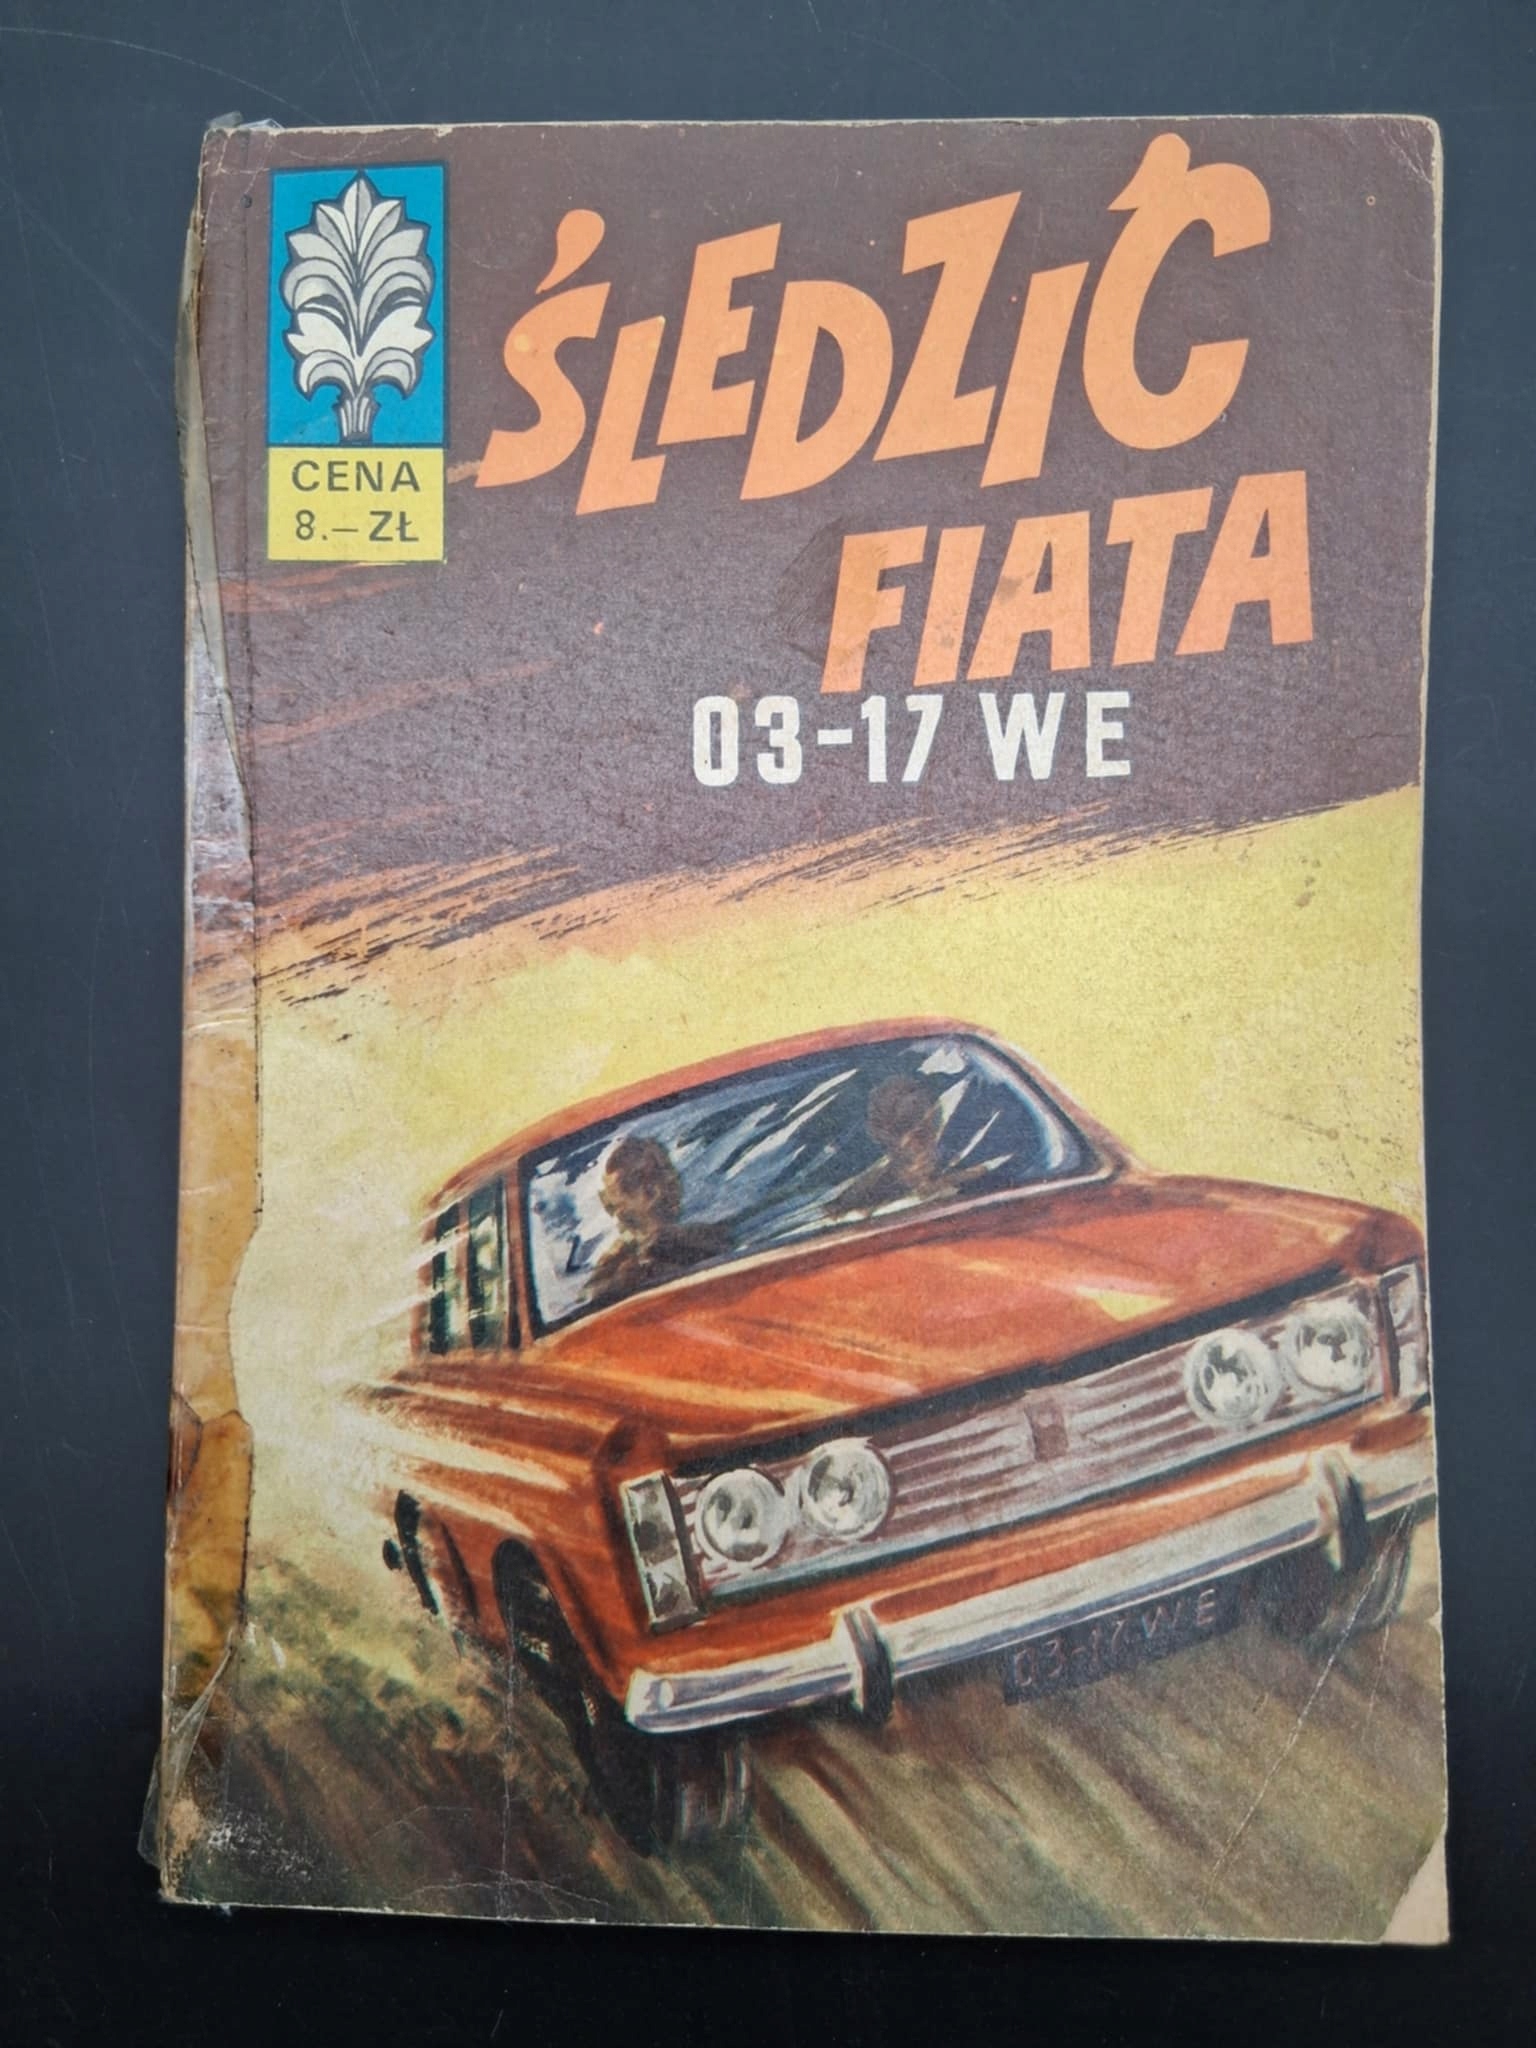 ŚLEDZIĆ
FIATA
03-17 WE
CENA
8.- ZŁ
03-17 WE